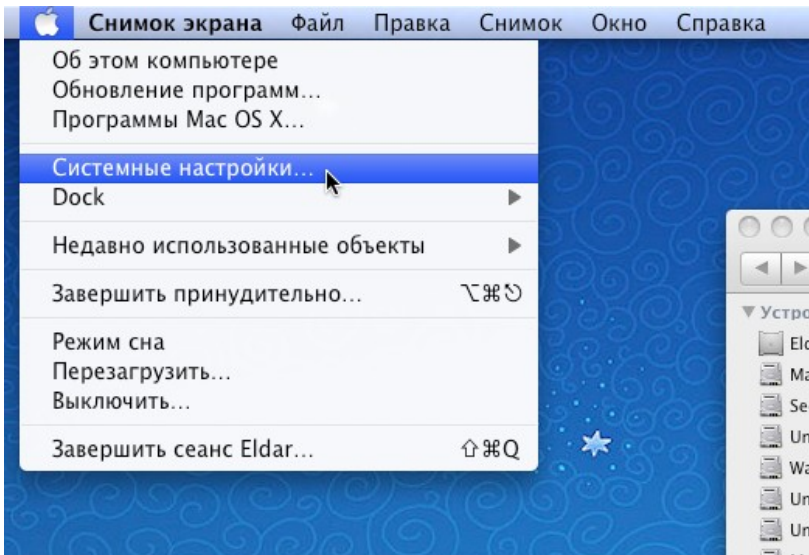 Снимок экрана Файл Правка Снимок Окно Справка
Об этом компьютере
Обновление программ...
Программы Mac OS X...
Системные настройки...
Dock
Недавно использованные объекты
Завершить принудительно... ⌥⌘⎋
Режим сна
Перезагрузить...
Выключить...
Завершить сеанс Eldar... ⇧⌘Q